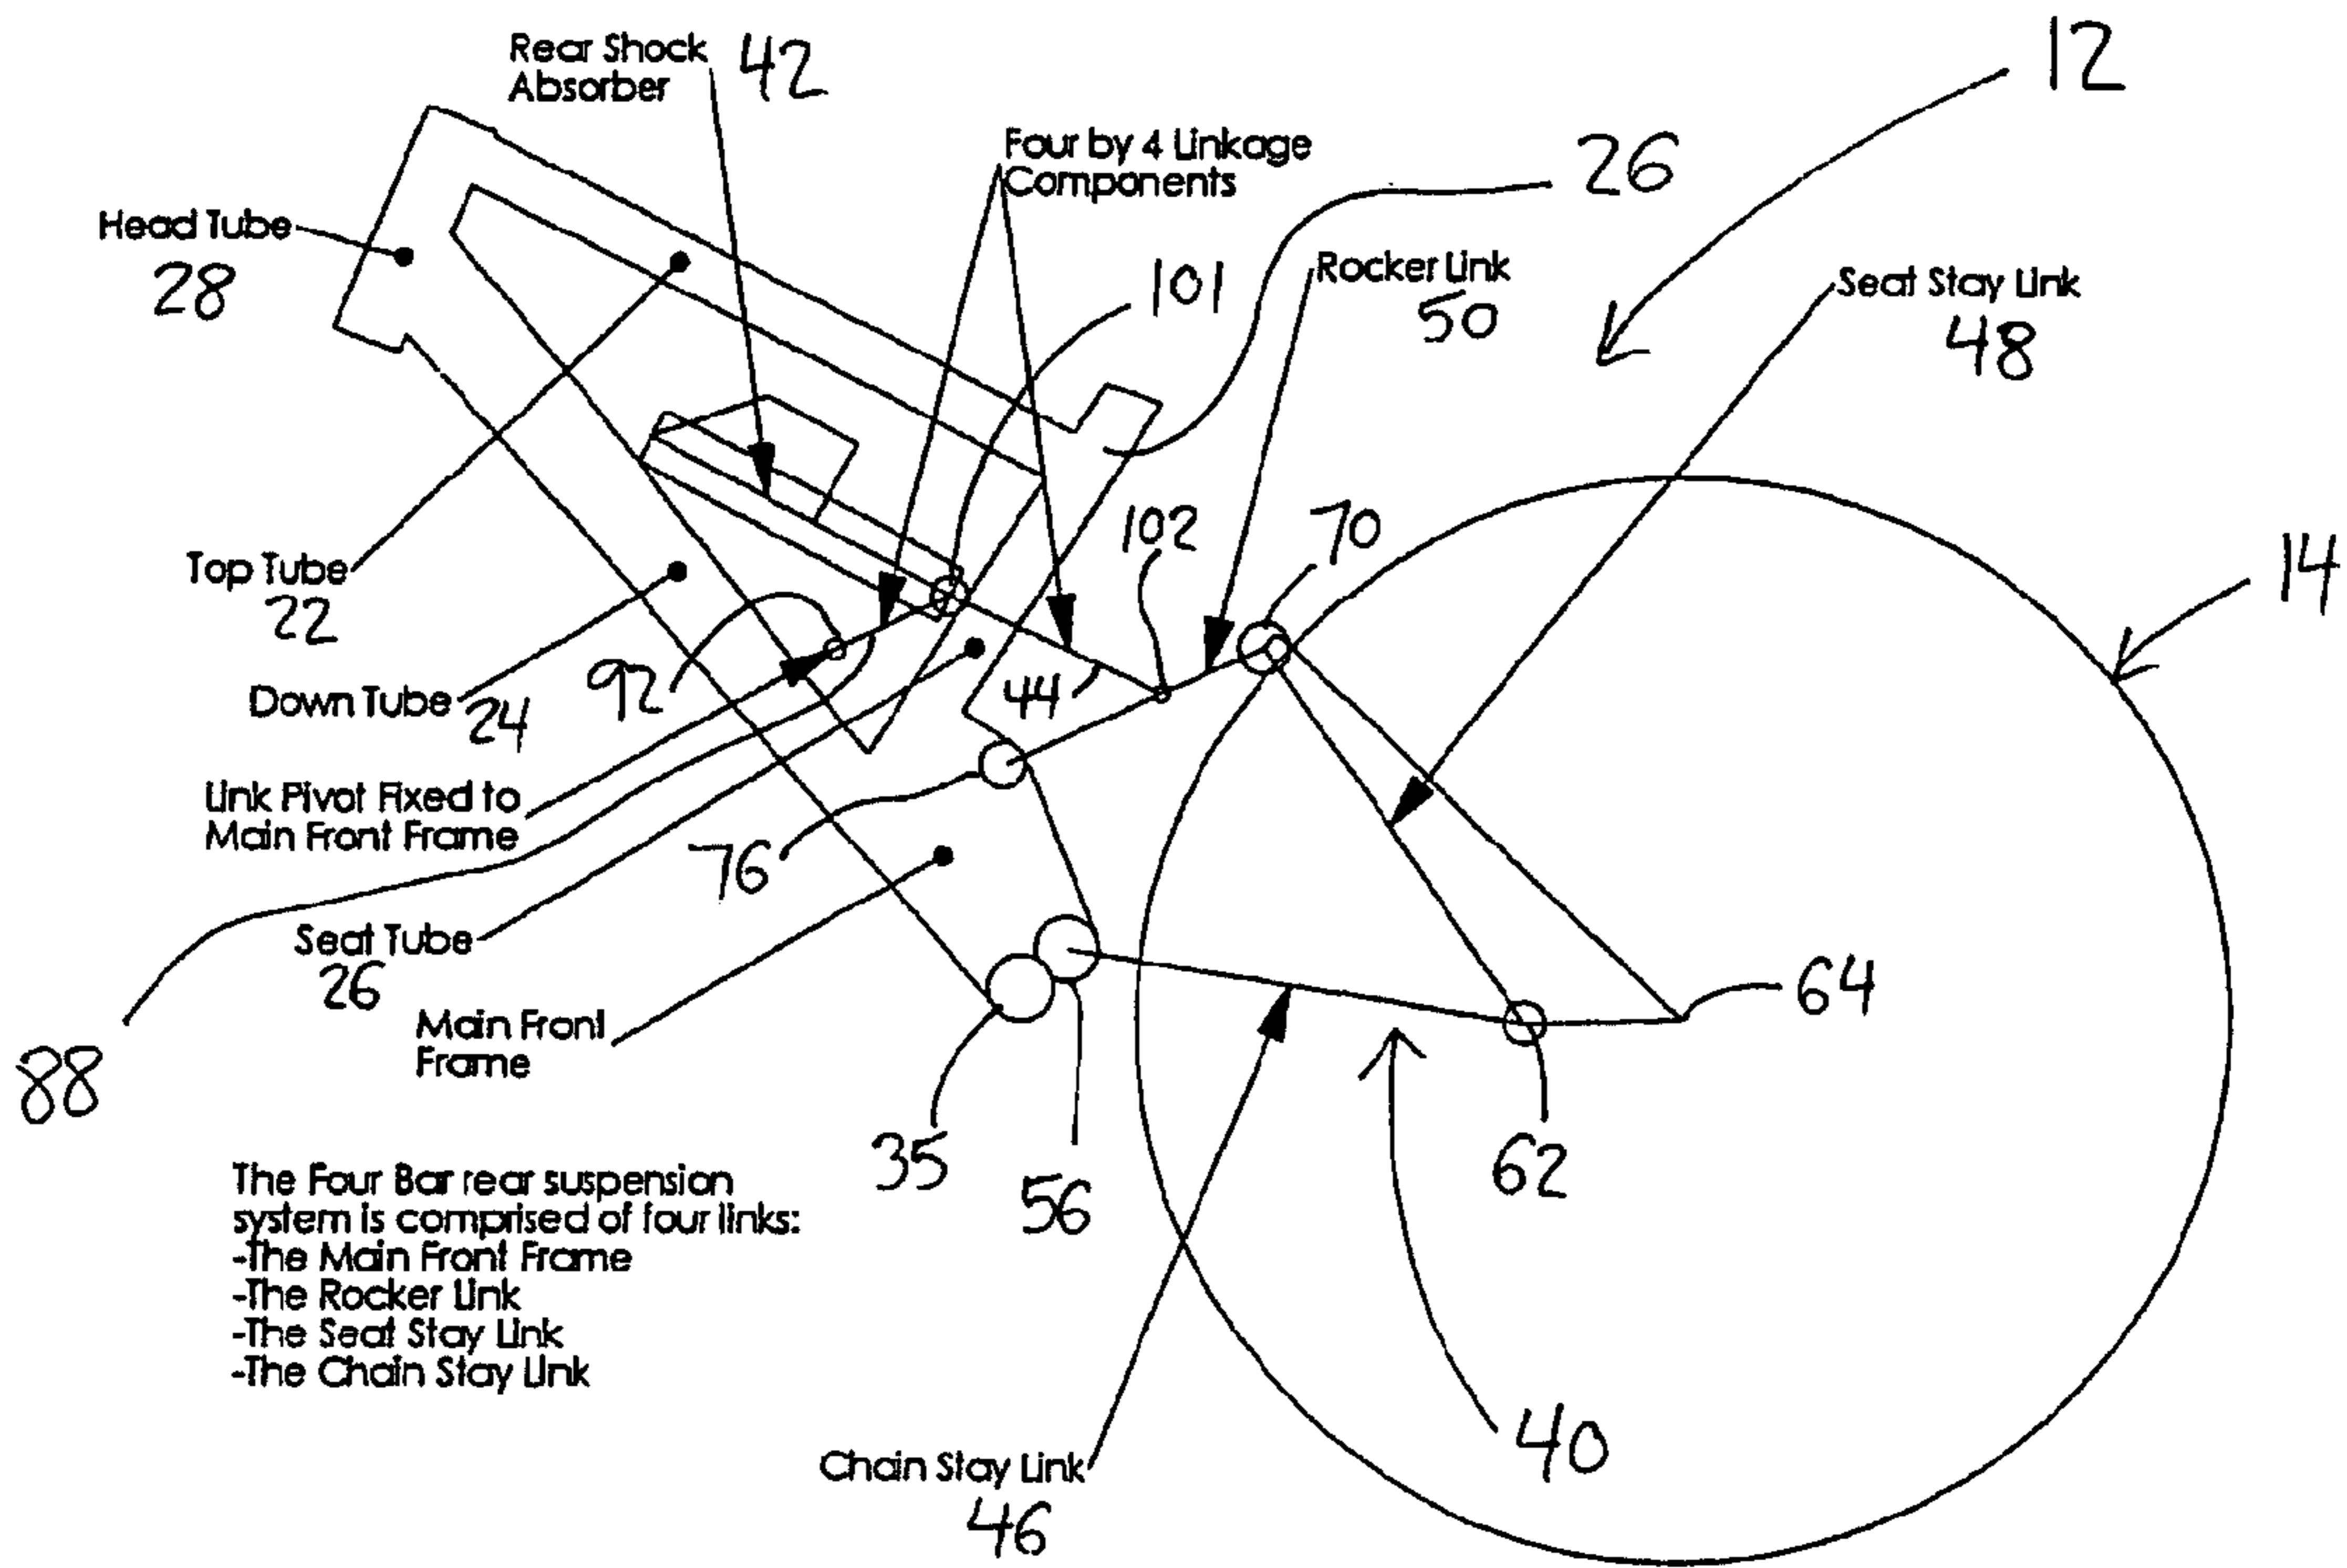 Rear Shock
Absorber
42
12
Four by 4 Linkage
Components
26
Head Tube
28
101
Rocker Link
50
Seat Stay Link
48
102
70
14
Top Tube
22
Down Tube
24
92
44
Link Pivot Fixed to
Main Front Frame
76
Seat Tube
26
64
Main Front
Frame
88
35
56
62
The Four Bar rear suspension
system is comprised of four links:
-The Main Front Frame
-The Rocker Link
-The Seat Stay Link
-The Chain Stay Link
Chain Stay Link
46
40